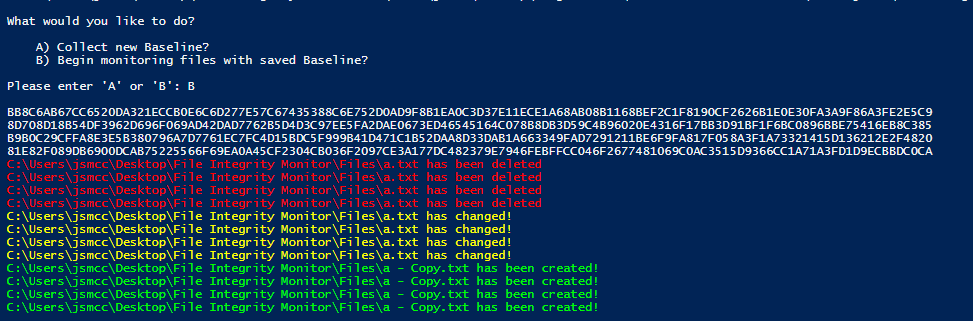 What would you like to do?
A) Collect new Baseline?
B) Begin monitoring files with saved Baseline?
Please enter 'A' or 'B': B
BB8C6AB67CC6520DA321ECCB0E6C6D277E57C67435388C6E752D0AD9F8B1EA0C3D37E11ECE1A68AB08B1168BEF2C1F8190CF2626B1E0E30FA3A9F86A3FE2E5C9
8D708D18B54DF3962D696F069AD42DAD7762B5D4D3C97EE5FA2DAE0673ED46545164C078B8DB3D59C4B96020E4316F17BB3D91BF1F6BC0896BBE75416EB8C385
B9B0C29CFFA8E3E5B380796A7D7761EC7FC4D15BDC5F999B41D471C1B52DAA8D33DAB1A663349FAD7291211BE6F9FA817F058A3F1A73321415D136212E2F4820
81E82F089DB6900DCAB75225566F69EA0A45CF2304CB036F2097CE3A177DC482379E7946FEBFFCC046F2677481069C0AC3515D9366CC1A71A3FD1D9ECBBDC0CA
C:\Users\jsmcc\Desktop\File Integrity Monitor\Files\a.txt has been deleted
C:\Users\jsmcc\Desktop\File Integrity Monitor\Files\a.txt has been deleted
C:\Users\jsmcc\Desktop\File Integrity Monitor\Files\a.txt has been deleted
C:\Users\jsmcc\Desktop\File Integrity Monitor\Files\a.txt has been deleted
C:\Users\jsmcc\Desktop\File Integrity Monitor\Files\a.txt has changed!
C:\Users\jsmcc\Desktop\File Integrity Monitor\Files\a.txt has changed!
C:\Users\jsmcc\Desktop\File Integrity Monitor\Files\a.txt has changed!
C:\Users\jsmcc\Desktop\File Integrity Monitor\Files\a.txt has changed!
C:\Users\jsmcc\Desktop\File Integrity Monitor\Files\a - Copy.txt has been created!
C:\Users\jsmcc\Desktop\File Integrity Monitor\Files\a - Copy.txt has been created!
C:\Users\jsmcc\Desktop\File Integrity Monitor\Files\a - Copy.txt has been created!
C:\Users\jsmcc\Desktop\File Integrity Monitor\Files\a - Copy.txt has been created!